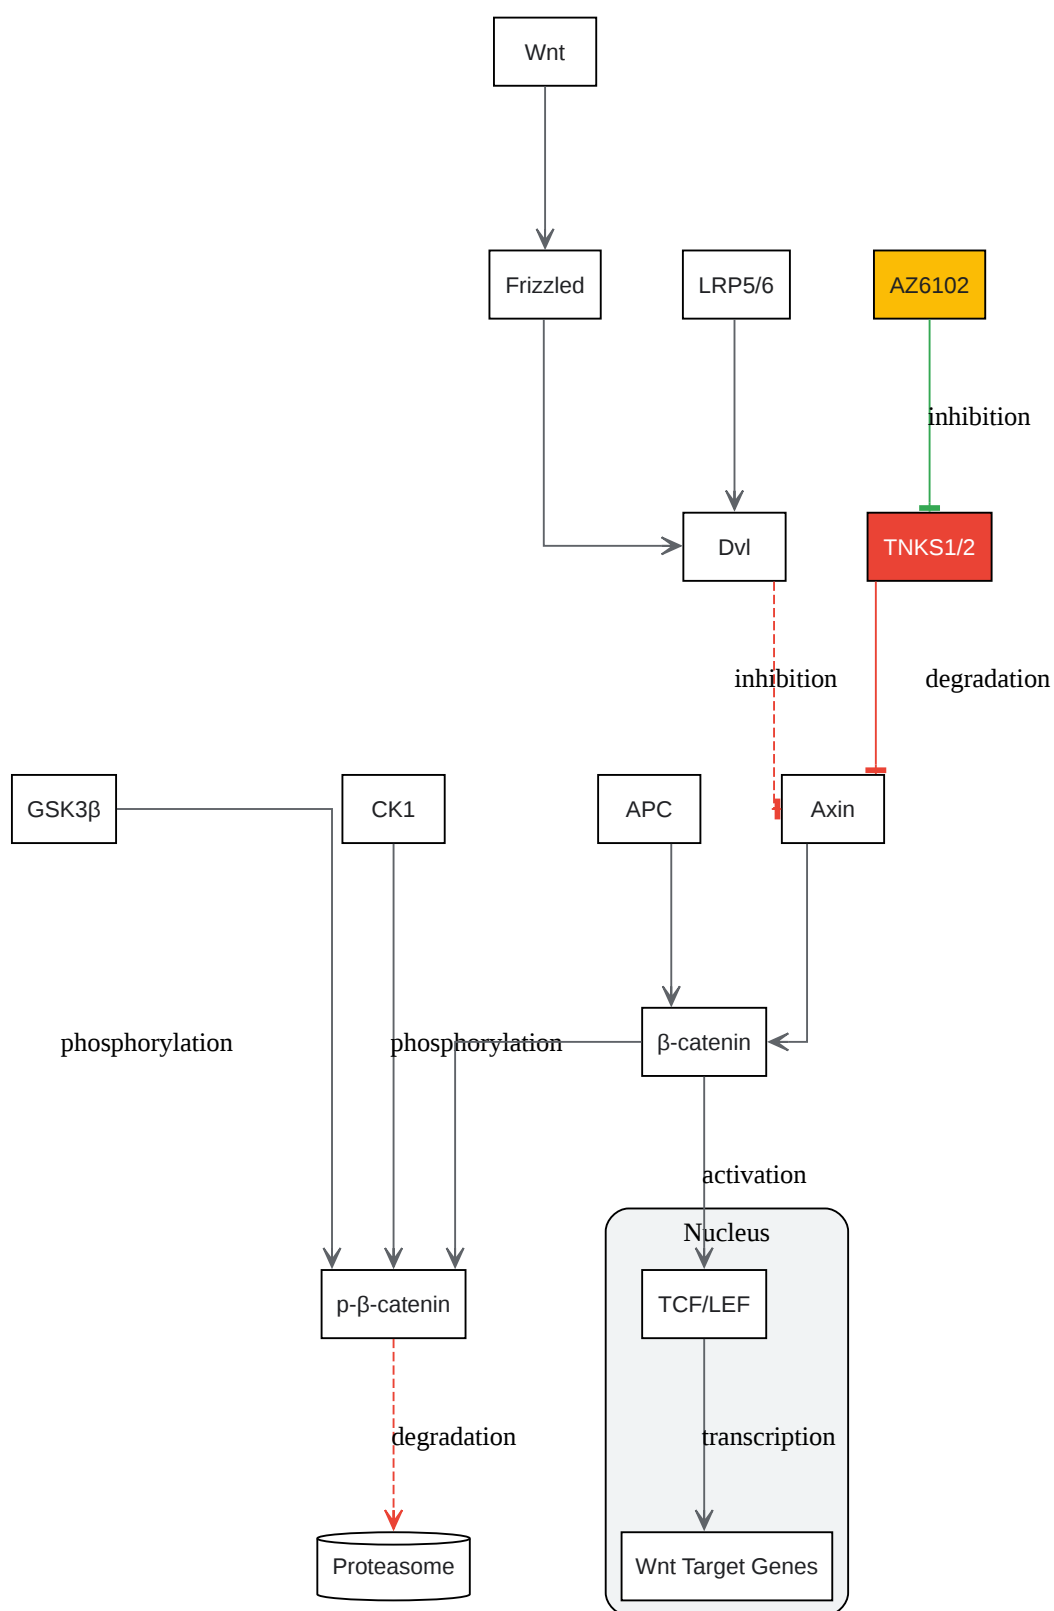 Wnt
Frizzled
LRP5/6
AZ6102
inhibition
Dvl
TNKS1/2
inhibition
degradation
GSK3β
CK1
APC
Axin
phosphorylation
phosphorylation
β-catenin
activation
Nucleus
p-β-catenin
TCF/LEF
degradation
transcription
Proteasome
Wnt Target Genes